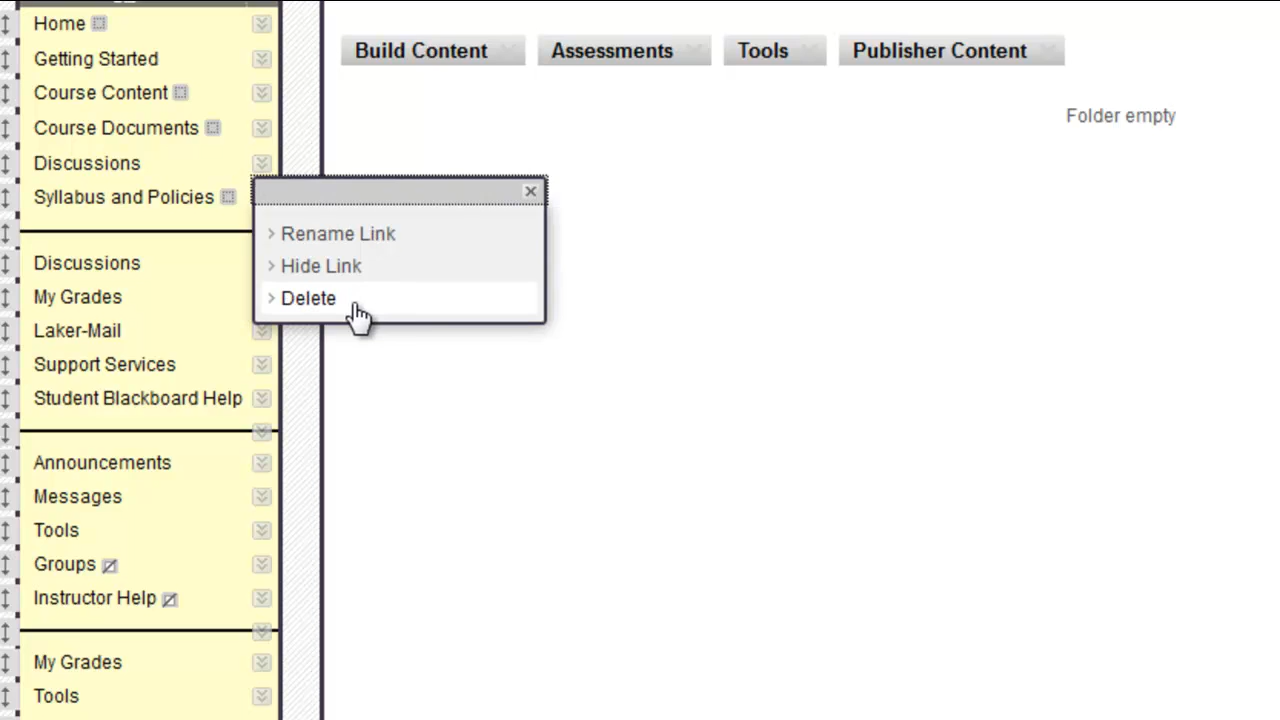 Home
Getting Started
Course Content
Course Documents
Discussions
Syllabus and Policies
Discussions
My Grades
Laker-Mail
Support Services
Student Blackboard Help
Announcements
Messages
Tools
Groups
Instructor Help
My Grades
Tools
Rename Link
Hide Link
Delete
Build Content Assessments Tools Publisher Content
Folder empty